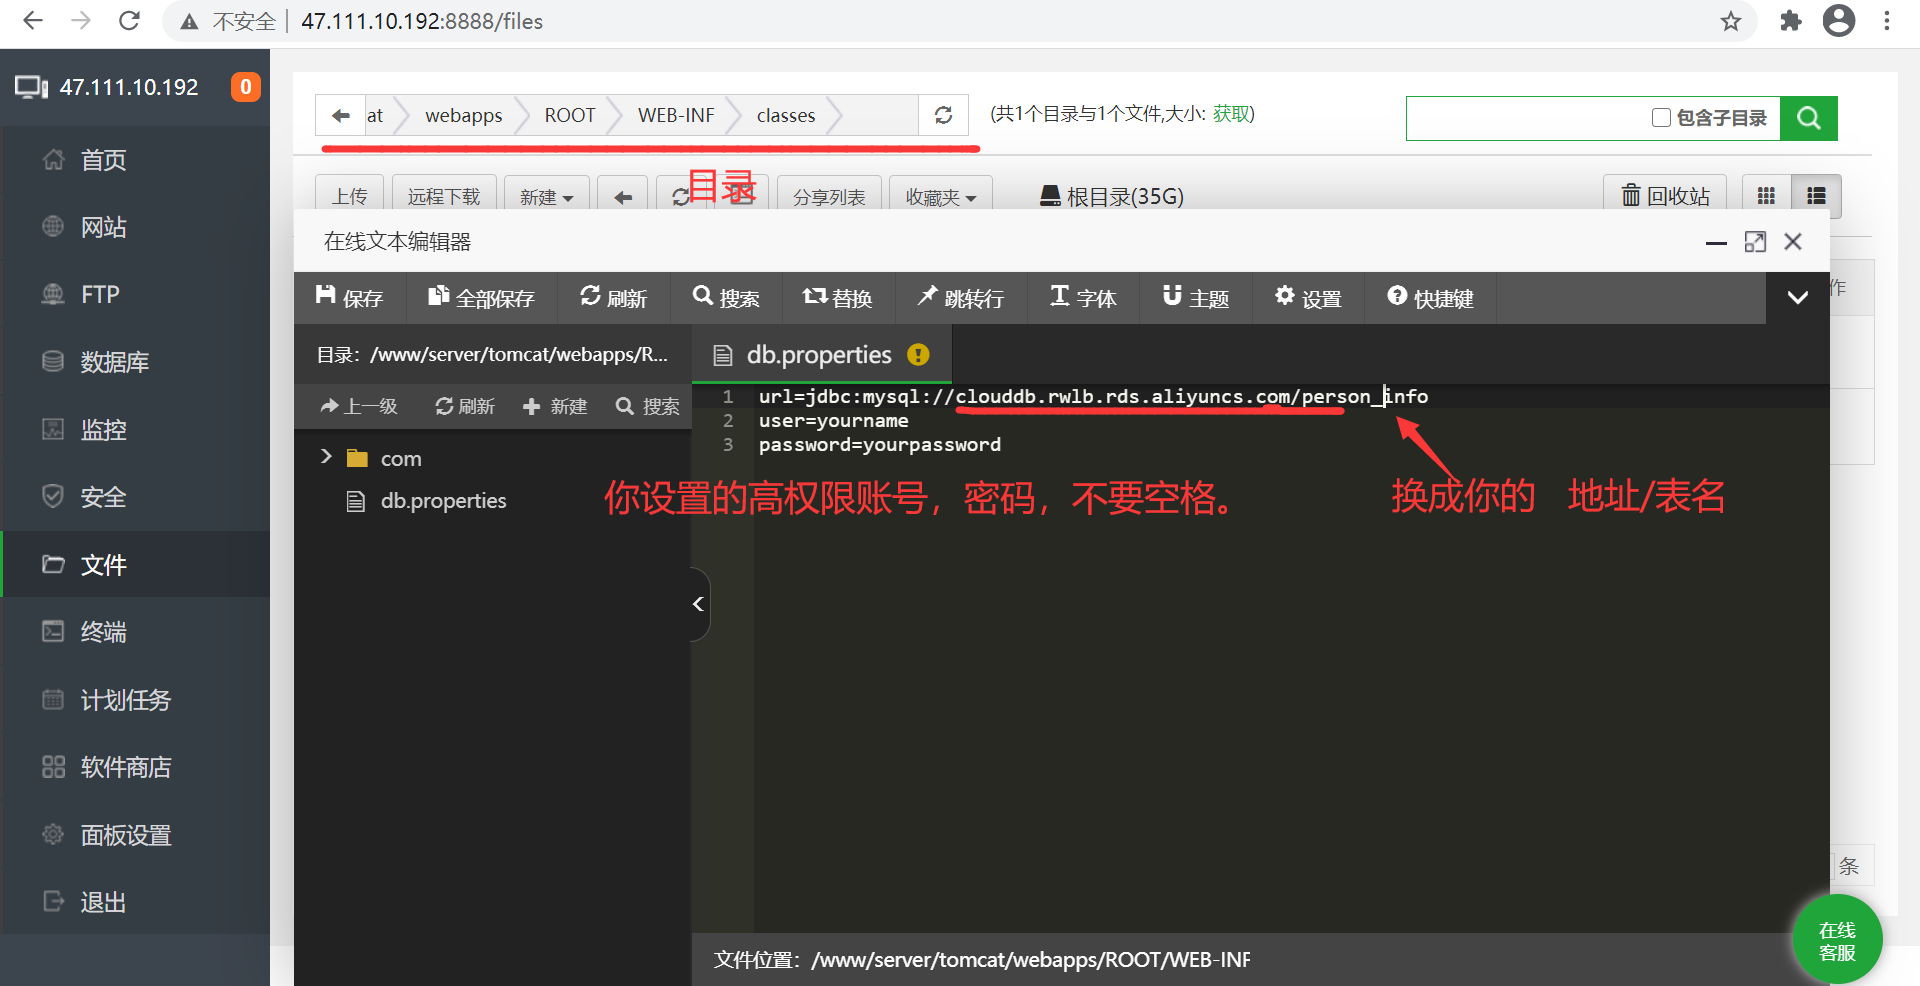 不安全 47.111.10.192:8888/files
47.111.10.192 0
首页
网站
FTP
数据库
监控
安全
文件
终端
计划任务
软件商店
面板设置
退出
at webapps ROOT WEB-INF classes (共1个目录与1个文件,大小: 获取) 包含子目录
目录
上传 远程下载 新建 分享列表 收藏夹 根目录(35G) 回收站
在线文本编辑器
保存 全部保存 刷新 搜索 替换 跳转行 字体 主题 设置 快捷键
作
目录: /www/server/tomcat/webapps/R... db.properties
上一级 刷新 新建 搜索
com
db.properties
1 url=jdbc:mysql://clouddb.rwlb.rds.aliyuncs.com/person_info
2 user=yourname
3 password=yourpassword
你设置的高权限账号，密码，不要空格。 换成你的 地址/表名
条
文件位置: /www/server/tomcat/webapps/ROOT/WEB-INF
在线
客服